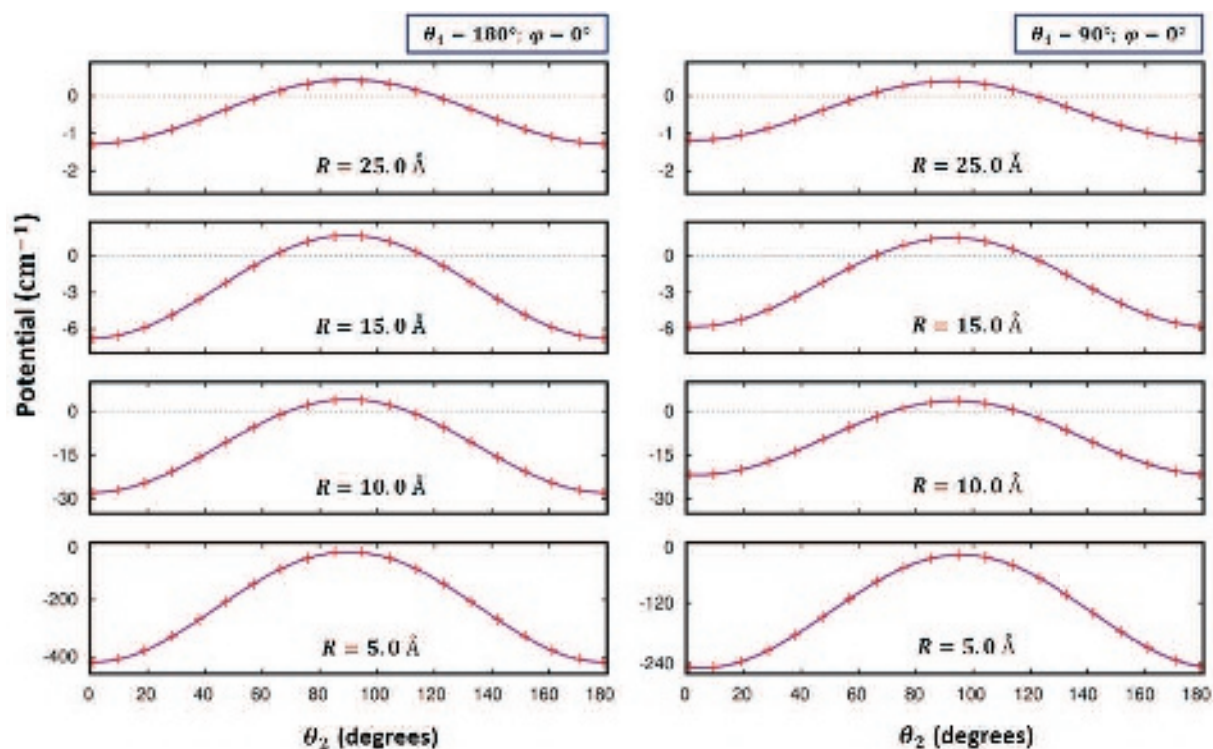 θ₁ = 180°; φ = 0°
θ₁ = 90°; φ = 0°
0
-1
-2
R = 25.0 Å
0
-1
-2
R = 25.0 Å
0
-3
-6
R = 15.0 Å
0
-3
-6
R = 15.0 Å
0
-15
-30
R = 10.0 Å
0
-15
-30
R = 10.0 Å
0
-200
-400
R = 5.0 Å
0
-120
-240
R = 5.0 Å
0 20 40 60 80 100 120 140 160 180
0 20 40 60 80 100 120 140 160 180
θ₂ (degrees)
θ₂ (degrees)
Potential (cm⁻¹)